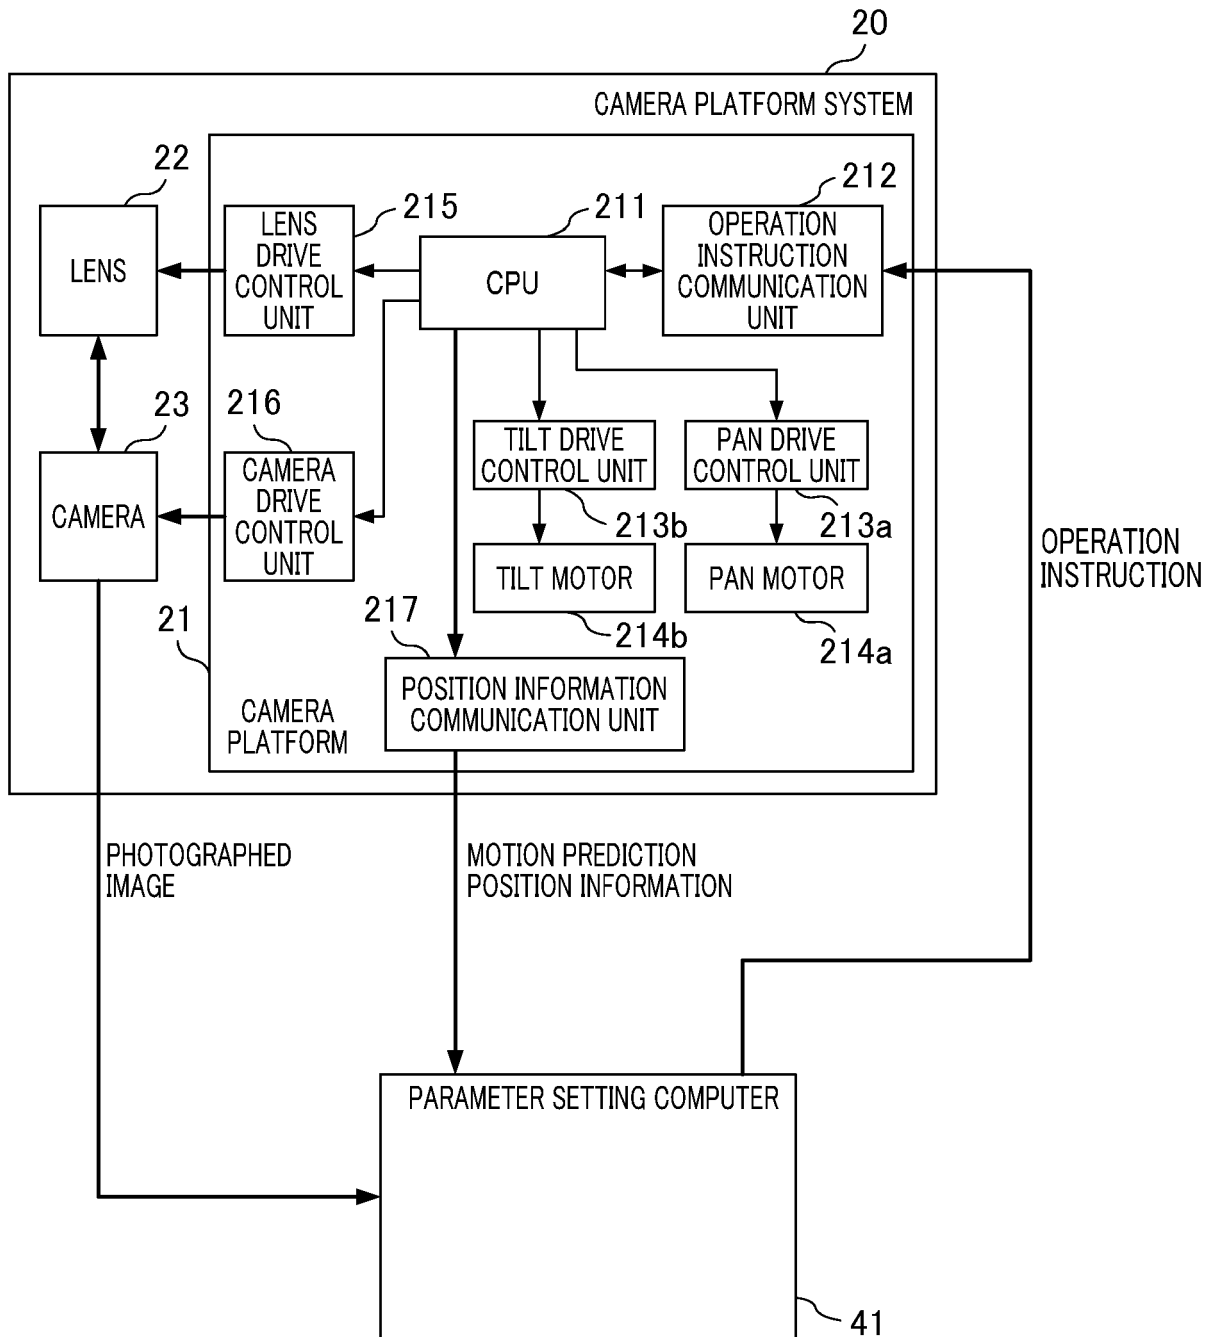 20
CAMERA PLATFORM SYSTEM
22
215
211
212
LENS
LENS
DRIVE
CONTROL
UNIT
CPU
OPERATION
INSTRUCTION
COMMUNICATION
UNIT
23
216
CAMERA
CAMERA
DRIVE
CONTROL
UNIT
TILT DRIVE
CONTROL UNIT
PAN DRIVE
CONTROL UNIT
213b
213a
OPERATION
INSTRUCTION
TILT MOTOR
PAN MOTOR
21
217
214b
214a
POSITION INFORMATION
COMMUNICATION UNIT
CAMERA
PLATFORM
PHOTOGRAPHED
IMAGE
MOTION PREDICTION
POSITION INFORMATION
PARAMETER SETTING COMPUTER
41